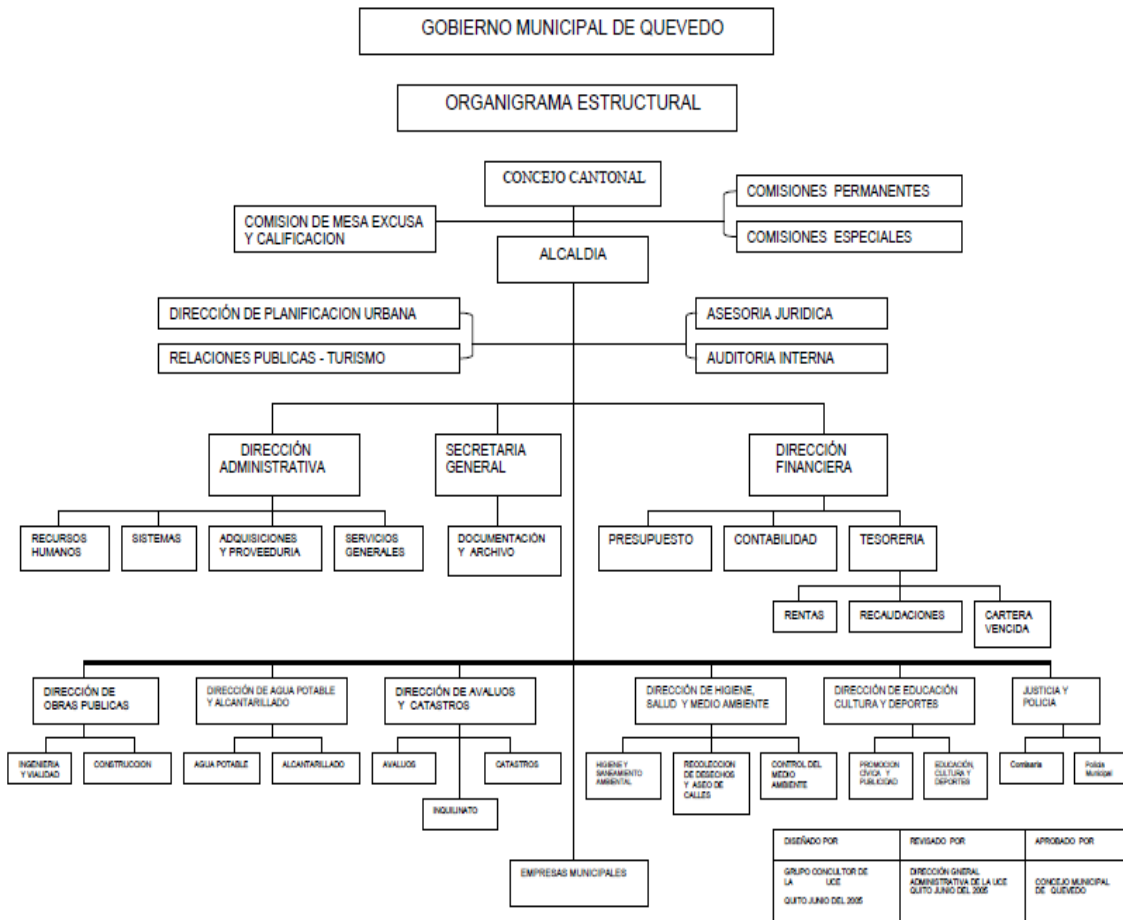 GOBIERNO MUNICIPAL DE QUEVEDO
ORGANIGRAMA ESTRUCTURAL
CONCEJO CANTONAL
COMISIONES PERMANENTES
COMISION DE MESA EXCUSA
Y CALIFICACION
COMISIONES ESPECIALES
ALCALDIA
DIRECCIÓN DE PLANIFICACION URBANA
ASESORIA JURIDICA
RELACIONES PUBLICAS - TURISMO
AUDITORIA INTERNA
DIRECCIÓN
ADMINISTRATIVA
SECRETARIA
GENERAL
DIRECCIÓN
FINANCIERA
RECURSOS
HUMANOS
SISTEMAS
ADQUISICIONES
Y PROVEEDURIA
SERVICIOS
GENERALES
DOCUMENTACIÓN
Y ARCHIVO
PRESUPUESTO
CONTABILIDAD
TESORERIA
RENTAS
RECAUDACIONES
CARTERA
VENCIDA
DIRECCIÓN DE
OBRAS PUBLICAS
DIRECCIÓN DE AGUA POTABLE
Y ALCANTARILLADO
DIRECCIÓN DE AVALUOS
Y CATASTROS
DIRECCIÓN DE HIGIENE,
SALUD Y MEDIO AMBIENTE
DIRECCIÓN DE EDUCACIÓN
CULTURA Y DEPORTES
JUSTICIA Y
POLICIA
INGENIERIA
Y VIALIDAD
CONSTRUCCION
AGUA POTABLE
ALCANTARILLADO
AVALUOS
CATASTROS
INQUILINATO
HIGIENE Y
SANEAMIENTO
AMBIENTAL
RECOLECCION
DE DESECHOS
Y ASEO DE
CALLES
CONTROL DEL
MEDIO
AMBIENTE
PROMOCION
CÍVICA Y
PUBLICIDAD
EDUCACIÓN,
CULTURA Y
DEPORTES
Comisaria
Policia
Municipal
EMPRESAS MUNICIPALES
DISEÑADO POR
REVISADO POR
APROBADO POR
GRUPO CONCULTOR DE
LA UCE
QUITO JUNIO DEL 2005
DIRECCIÓN GNERAL
ADMINISTRATIVA DE LA UCE
QUITO JUNIO DEL 2005
CONCEJO MUNICIPAL
DE QUEVEDO